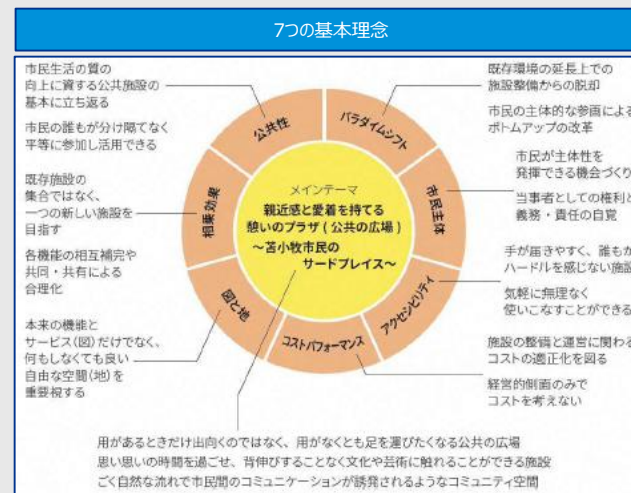 7つの基本理念
市民生活の質の
向上に資する公共施設の
基本に立ち返る
市民の誰もが分け隔てなく
平等に参加し活用できる
既存施設の
集合ではなく、
一つの新しい施設を
目指す
各機能の相互補完や
共同・共有による
合理化
本来の機能と
サービス(図)だけでなく、
何もしなくても良い
自由な空間(地)を
重要視する
公共性
パラダイムシフト
相乗効果
市民主体
図と地
アクセシビリティ
コストパフォーマンス
メインテーマ
親近感と愛着を持てる
憩いのプラザ(公共の広場)
〜苫小牧市民の
サードプレイス〜
既存環境の延長上での
施設整備からの脱却
市民の主体的な参画による
ボトムアップの改革
市民が主体性を
発揮できる機会づくり
当事者としての権利と
義務・責任の自覚
手が届きやすく、誰もが
ハードルを感じない施設
気軽に無理なく
使いこなすことができる
施設の整備と運営に関わる
コストの適正化を図る
経営的側面のみで
コストを考えない
用があるときだけ出向くのではなく、用がなくとも足を運びたくなる公共の広場
思い思いの時間を過ごせ、背伸びすることなく文化や芸術に触れることができる施設
ごく自然な流れで市民間のコミュニケーションが誘発されるようなコミュニティ空間